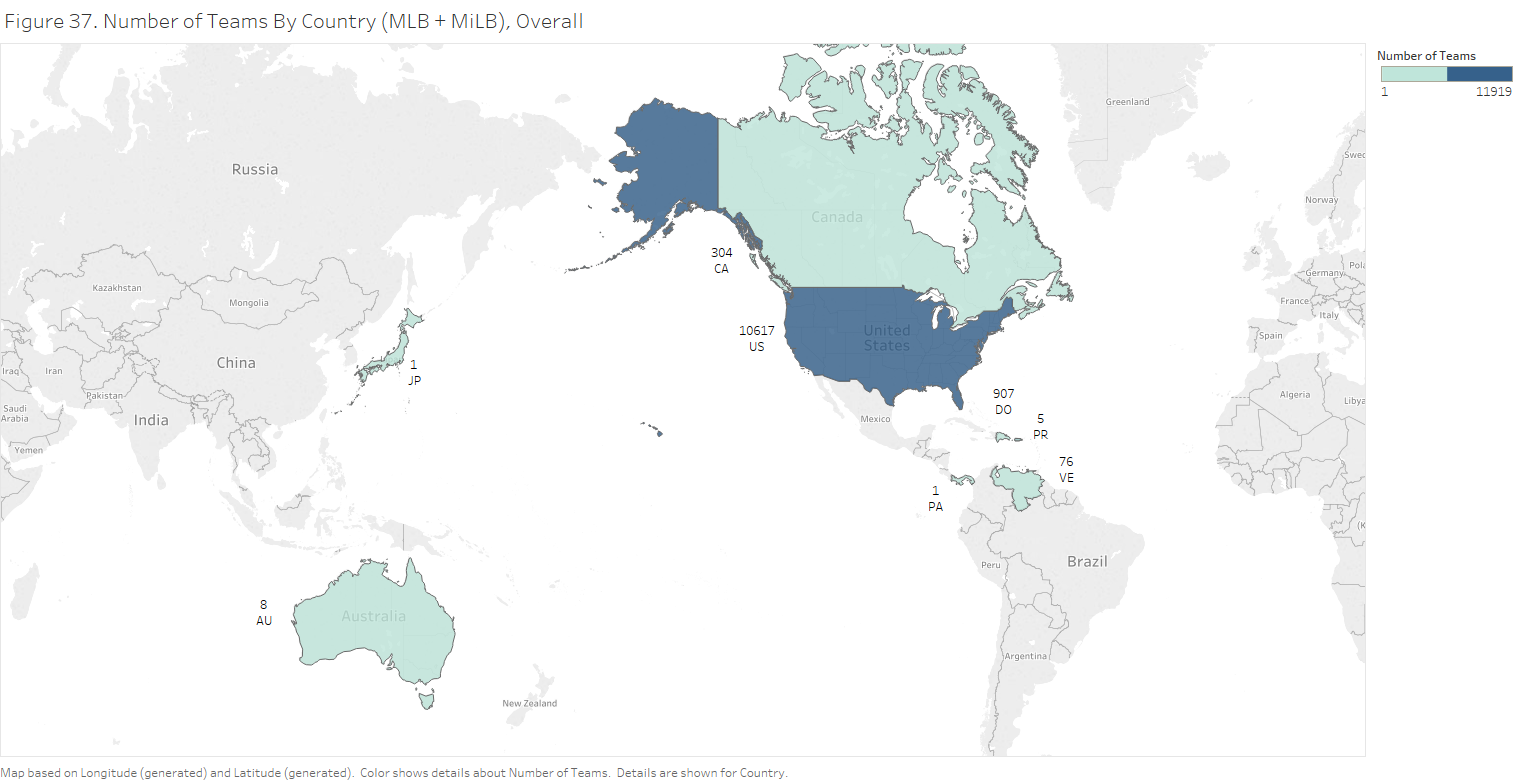 Figure 37. Number of Teams By Country (MLB + MiLB), Overall
Number of Teams
1 11919
Greenland
Russia
Swec
Norway
Canada
304
CA
Kazakhstan
Mongolia
Pola
Germany
France
Italy
Spain
10617
US
United
States
China
1
JP
Iraq
Iran
Pakistan
Saudi
Arabia
India
Yemen
Mexico
907
DO
5
PR
76
VE
1
PA
Algeria
Libya
(K
Brazil
Peru
8
AU
Australia
Argentina
New Zealand
Map based on Longitude (generated) and Latitude (generated).  Color shows details about Number of Teams.  Details are shown for Country.